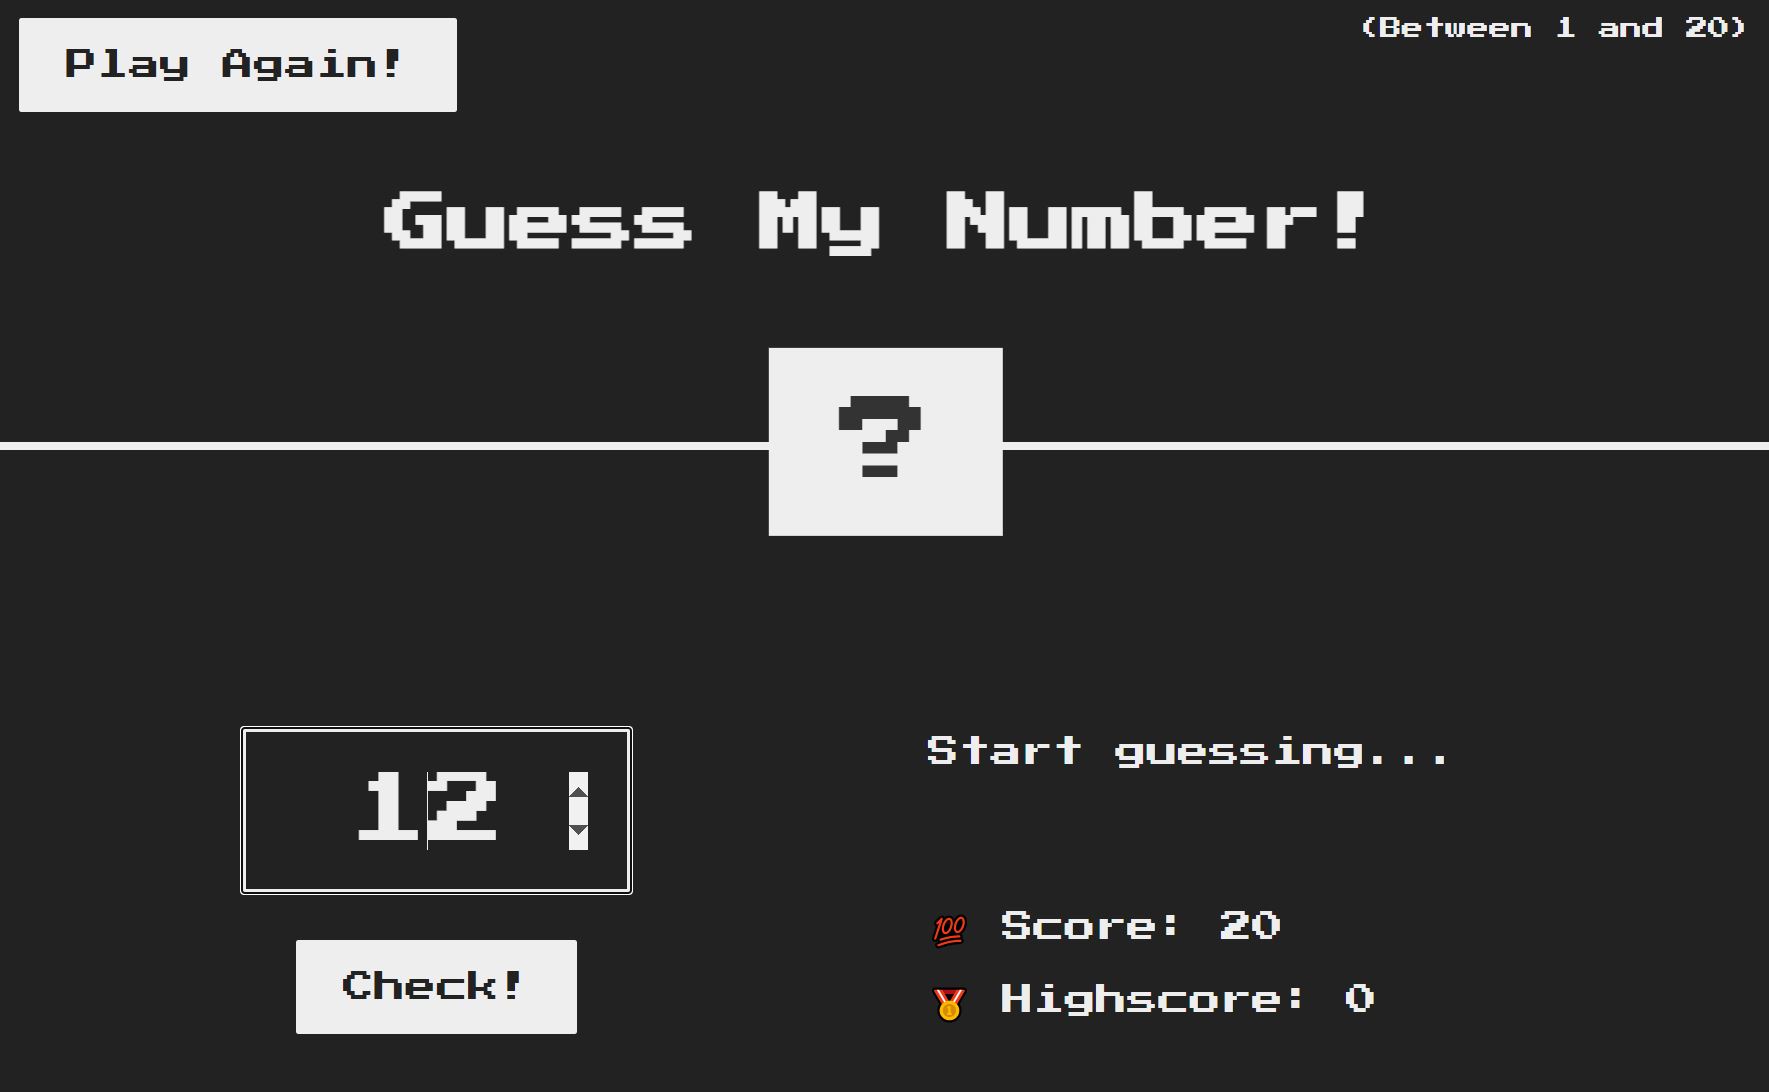 Play Again!
(Between 1 and 20)
Guess My Number!
?
12
Start guessing...
💯 Score: 20
🥇 Highscore: 0
Check!